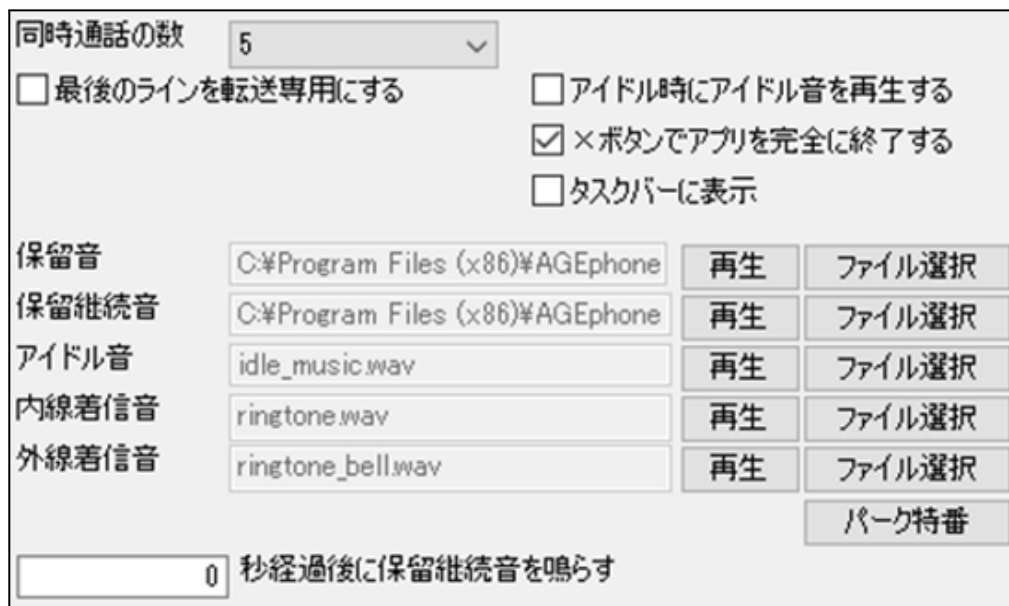 同時通話の数 5
最後のラインを転送専用にする アイドル時にアイドル音を再生する
×ボタンでアプリを完全に終了する
タスクバーに表示
保留音 C:¥Program Files (x86)¥AGEphone 再生 ファイル選択
保留継続音 C:¥Program Files (x86)¥AGEphone 再生 ファイル選択
アイドル音 idle_music.wav 再生 ファイル選択
内線着信音 ringtone.wav 再生 ファイル選択
外線着信音 ringtone_bell.wav 再生 ファイル選択
パーク特番
0 秒経過後に保留継続音を鳴らす